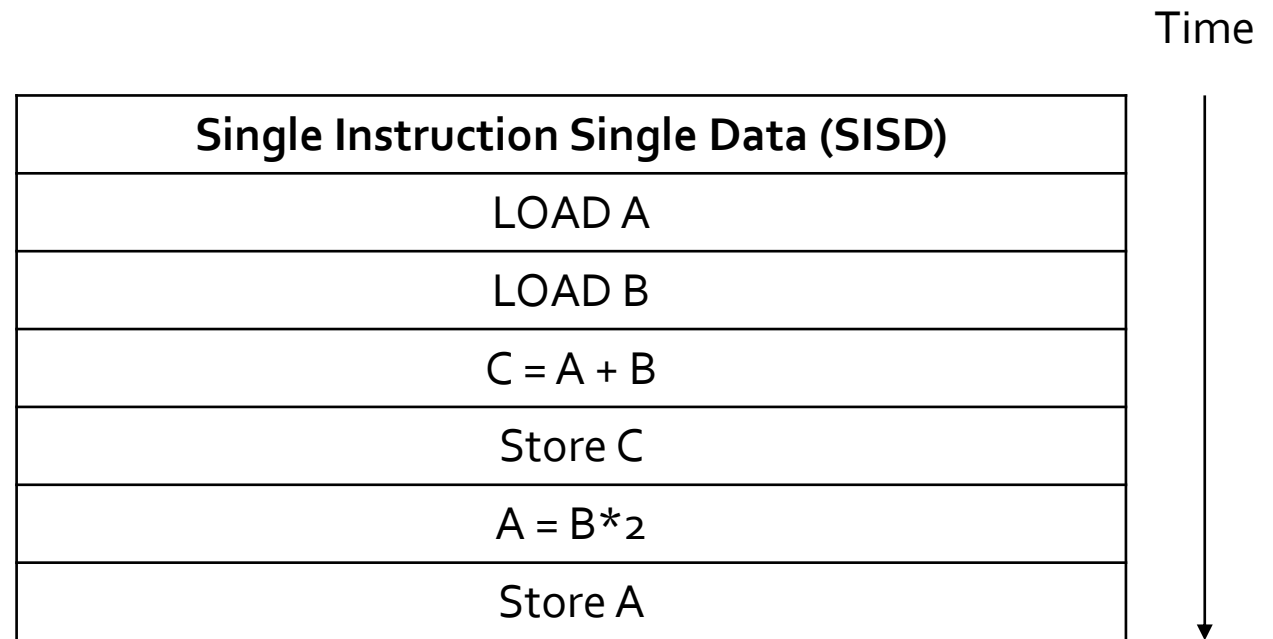 Time
Single Instruction Single Data (SISD)
LOAD A
LOAD B
C = A + B
Store C
A = B*2
Store A